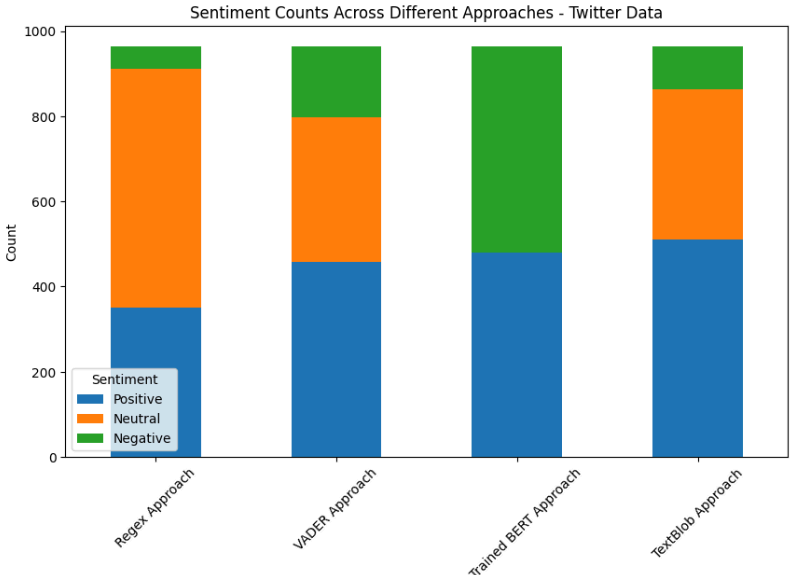 Sentiment Counts Across Different Approaches - Twitter Data
1000
800
600
400
200
0
Count
Sentiment
Positive
Neutral
Negative
Regex Approach
VADER Approach
Trained BERT Approach
TextBlob Approach